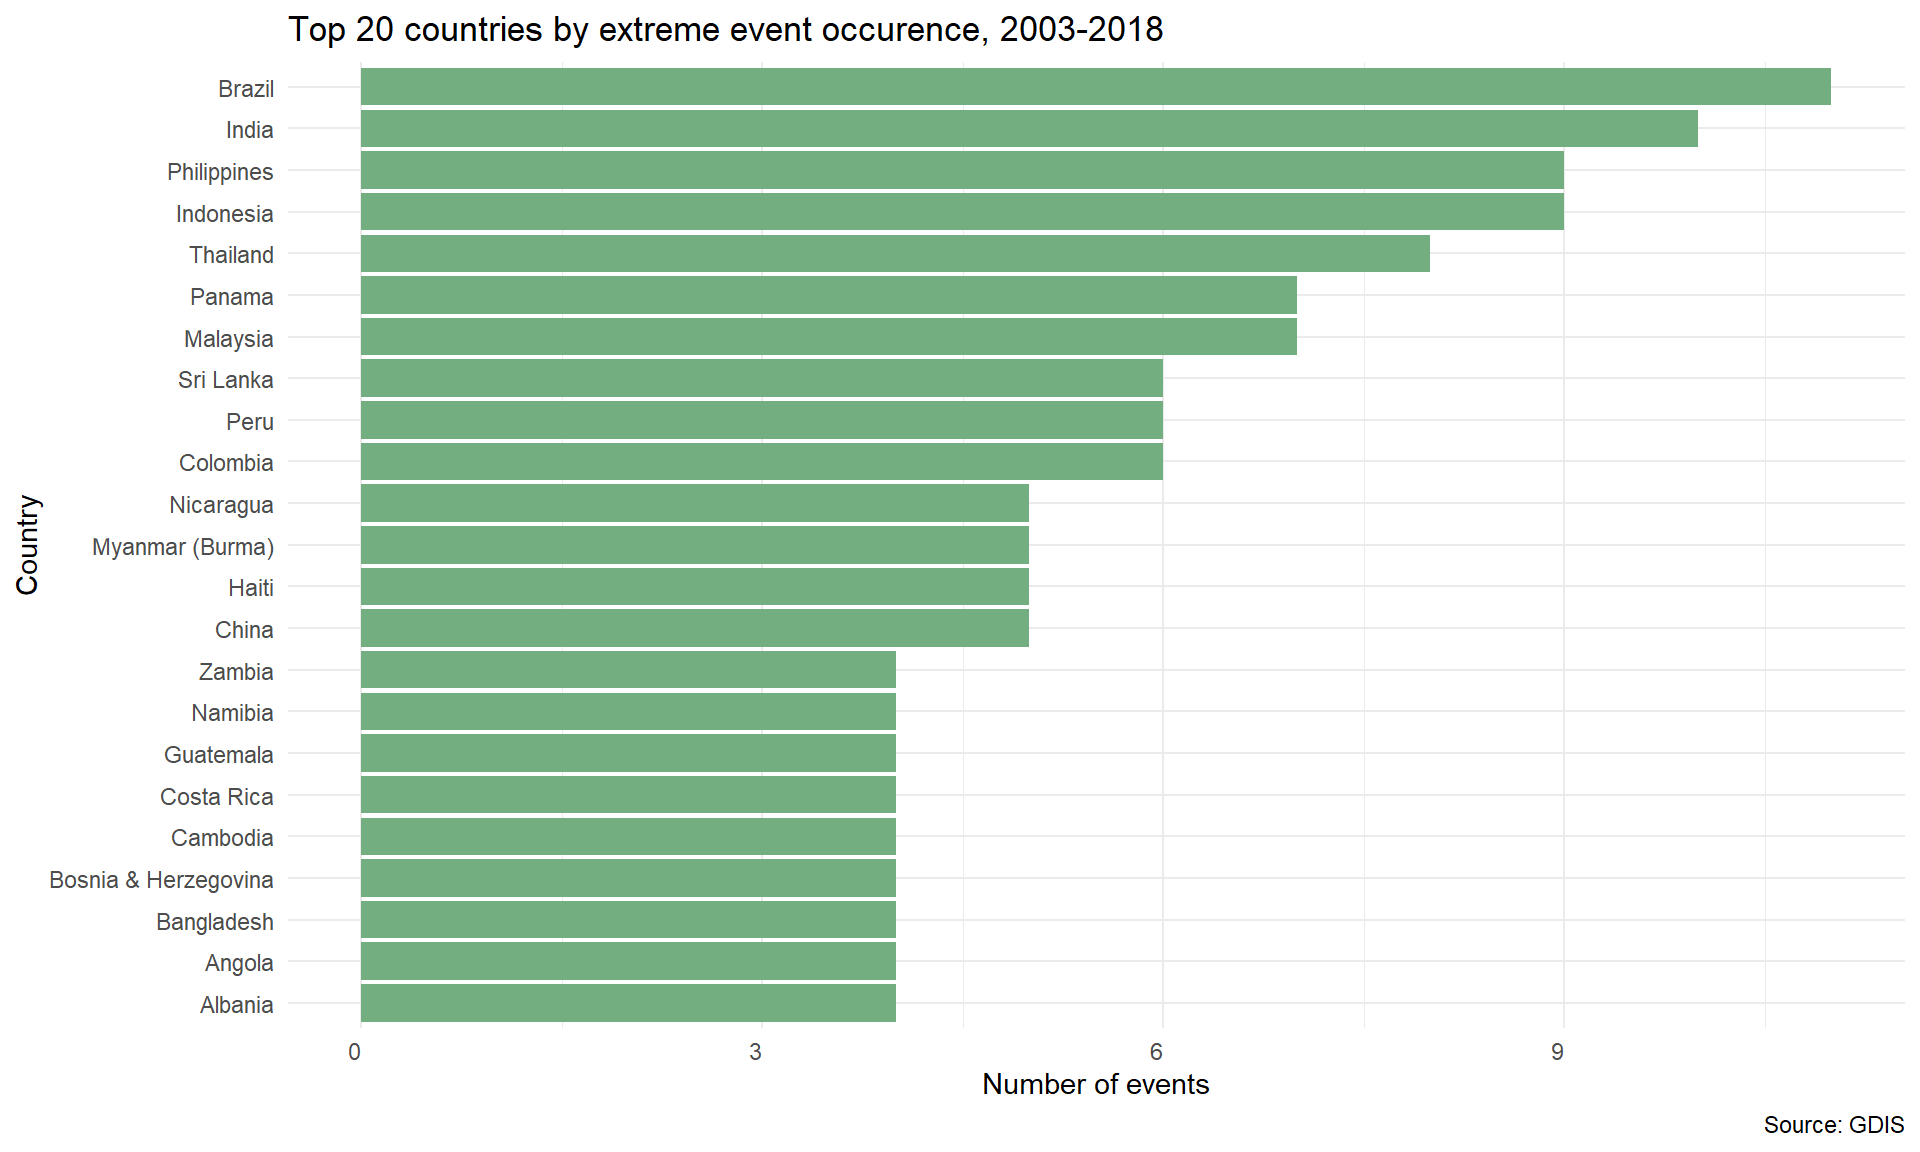 Top 20 countries by extreme event occurence, 2003-2018
Brazil
India
Philippines
Indonesia
Thailand
Panama
Malaysia
Sri Lanka
Peru
Colombia
Nicaragua
Myanmar (Burma)
Haiti
China
Zambia
Namibia
Guatemala
Costa Rica
Cambodia
Bosnia & Herzegovina
Bangladesh
Angola
Albania
Country
0 3 6 9
Number of events
Source: GDIS